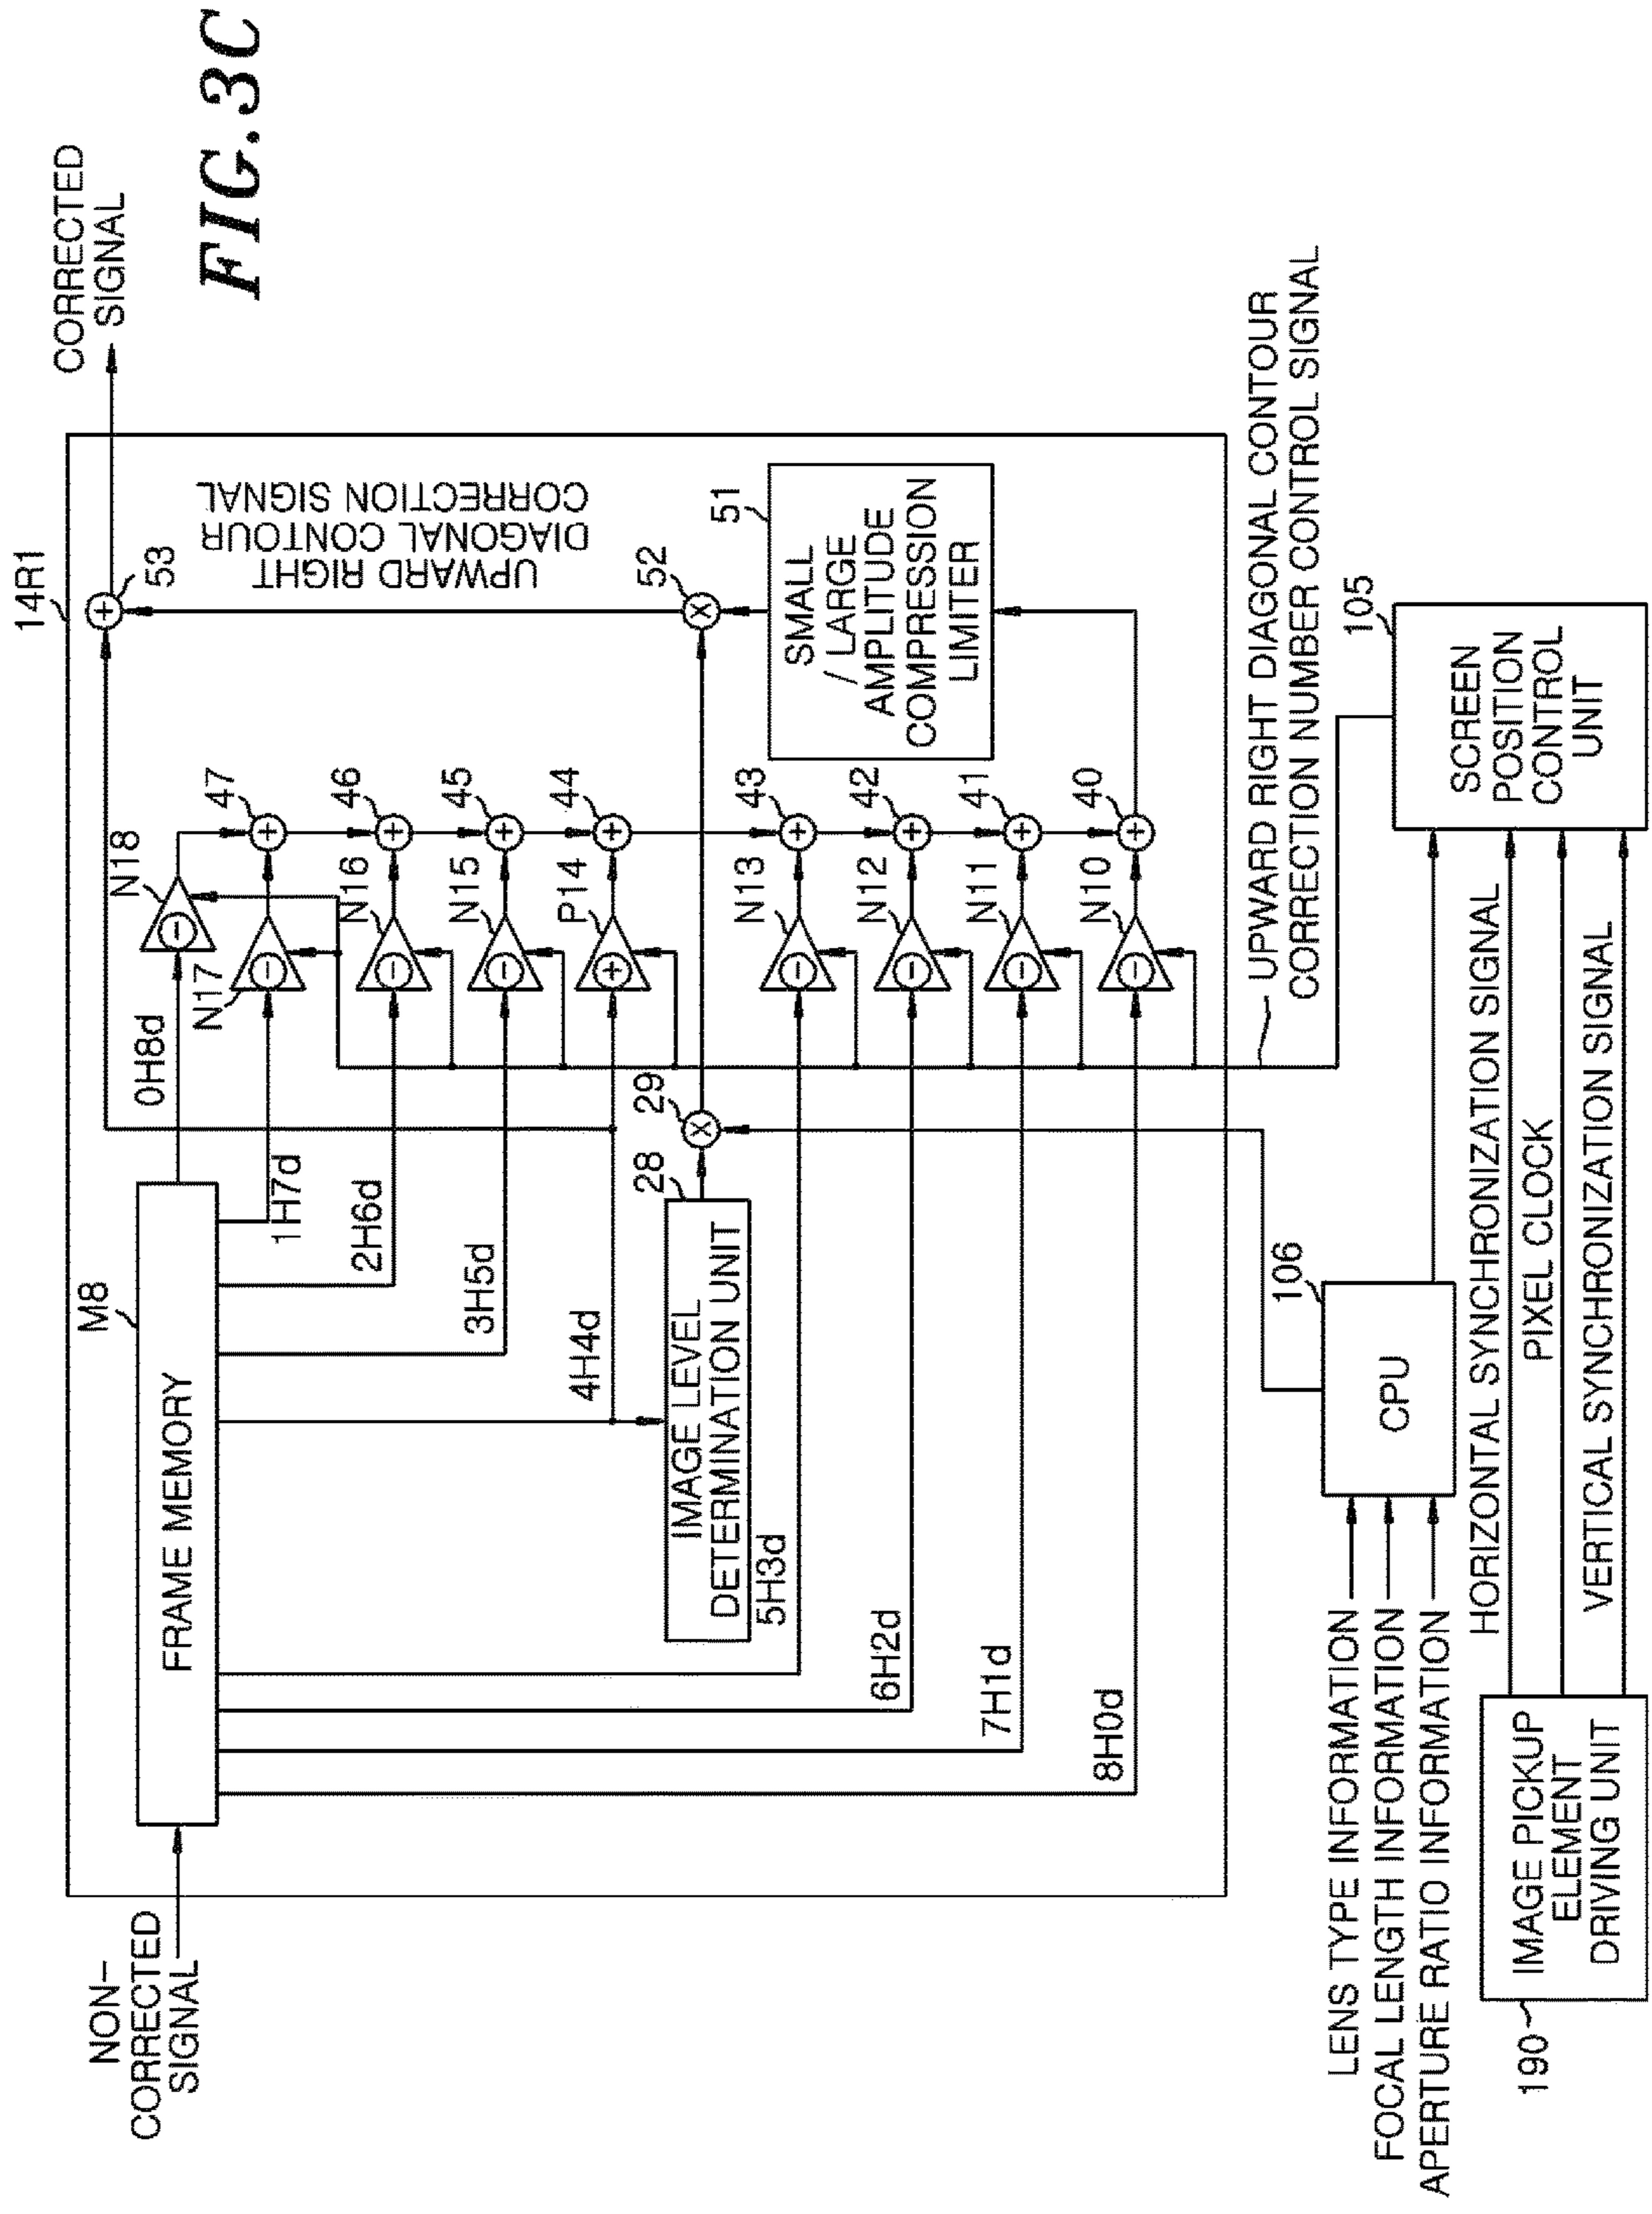 FIG.3C
NON-
CORRECTED
SIGNAL
M8
FRAME MEMORY
14R1
CORRECTED
SIGNAL
53
0H8d
N18
1H7d
N17
47
2H6d
N16
46
3H5d
N15
45
4H4d
P14
44
IMAGE LEVEL
DETERMINATION UNIT
28
29
52
UPWARD RIGHT
DIAGONAL CONTOUR
CORRECTION SIGNAL
5H3d
N13
43
6H2d
N12
42
7H1d
N11
41
8H0d
N10
40
51
SMALL
/ LARGE
AMPLITUDE
COMPRESSION
LIMITER
UPWARD RIGHT DIAGONAL CONTOUR
CORRECTION NUMBER CONTROL SIGNAL
LENS TYPE INFORMATION
FOCAL LENGTH INFORMATION
APERTURE RATIO INFORMATION
106
CPU
105
SCREEN
POSITION
CONTROL
UNIT
HORIZONTAL SYNCHRONIZATION SIGNAL
PIXEL CLOCK
VERTICAL SYNCHRONIZATION SIGNAL
190
IMAGE PICKUP
ELEMENT
DRIVING UNIT